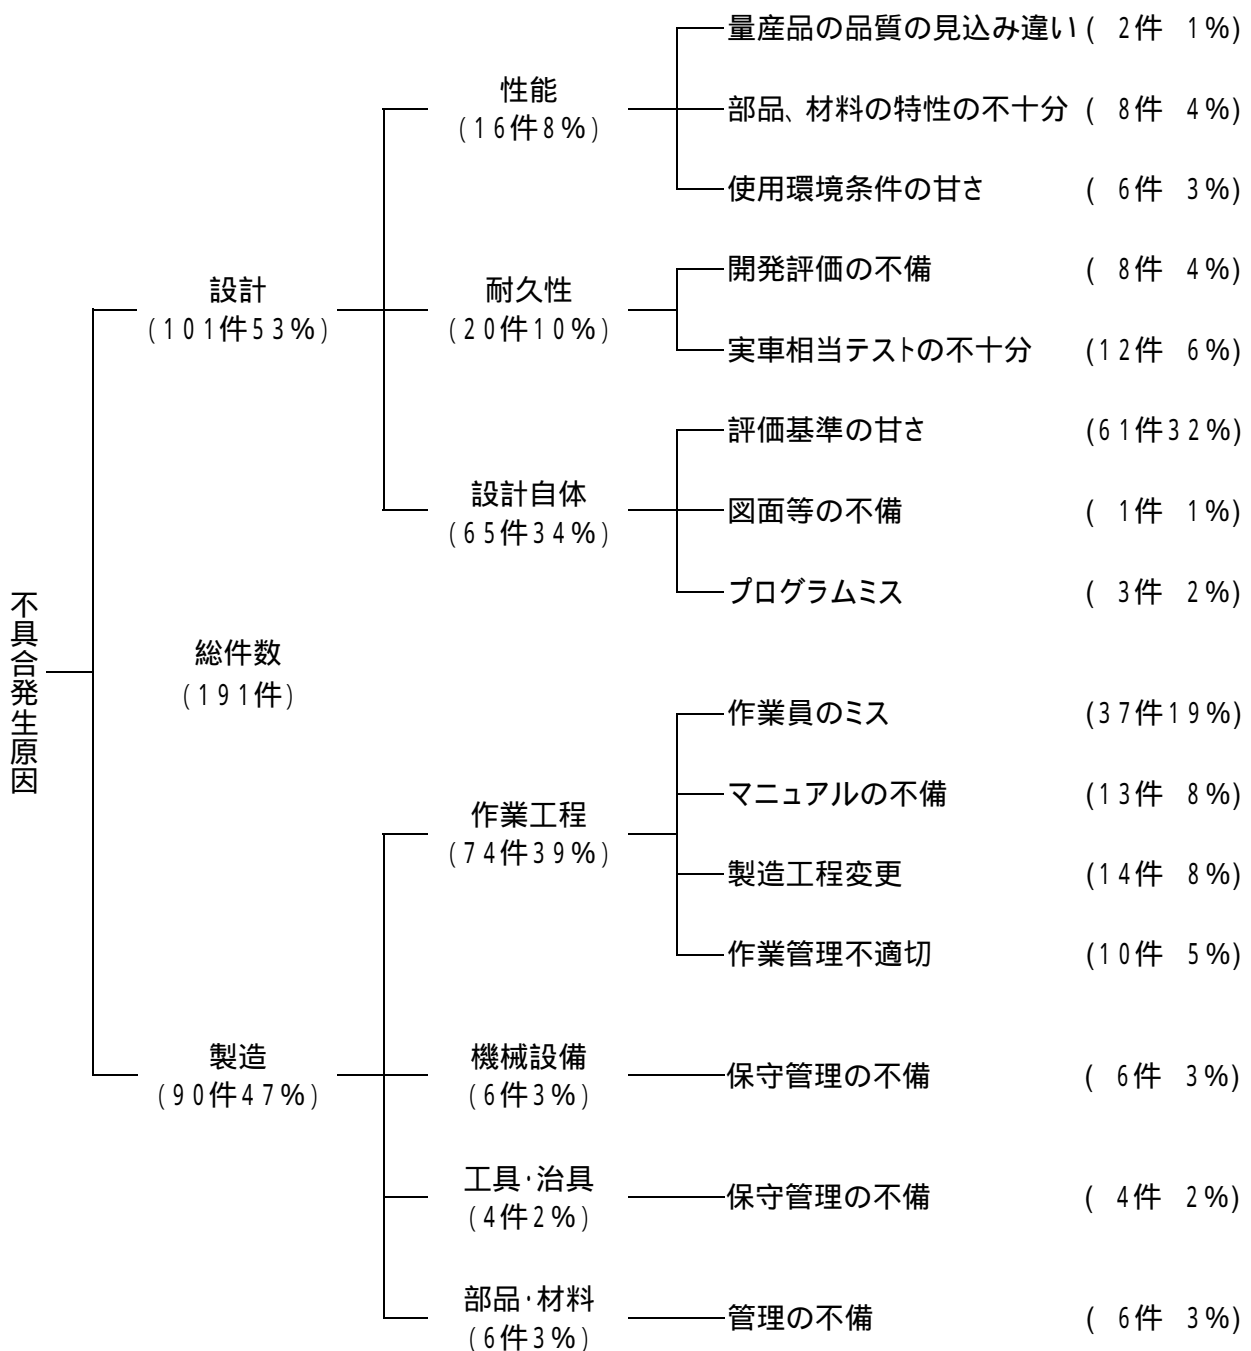 不具合発生原因
総件数
(191件)
設計
(101件53%)
性能
(16件8%)
量産品の品質の見込み違い( 2件 1%)
部品、材料の特性の不十分 ( 8件 4%)
使用環境条件の甘さ ( 6件 3%)
耐久性
(20件10%)
開発評価の不備 ( 8件 4%)
実車相当テストの不十分 (12件 6%)
設計自体
(65件34%)
評価基準の甘さ (61件32%)
図面等の不備 ( 1件 1%)
プログラムミス ( 3件 2%)
製造
(90件47%)
作業工程
(74件39%)
作業員のミス (37件19%)
マニュアルの不備 (13件 8%)
製造工程変更 (14件 8%)
作業管理不適切 (10件 5%)
機械設備
(6件3%)
保守管理の不備 ( 6件 3%)
工具・治具
(4件2%)
保守管理の不備 ( 4件 2%)
部品・材料
(6件3%)
管理の不備 ( 6件 3%)